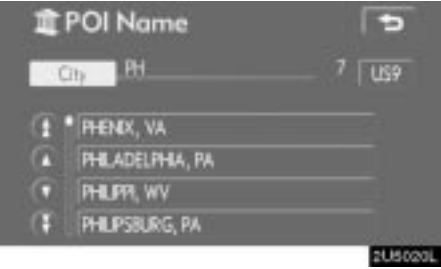 POI Name
City PH 7 US9
PHENIX, VA
PHILADELPHIA, PA
PHILIPPI, WV
PHILIPSBURG, PA
2U5020L